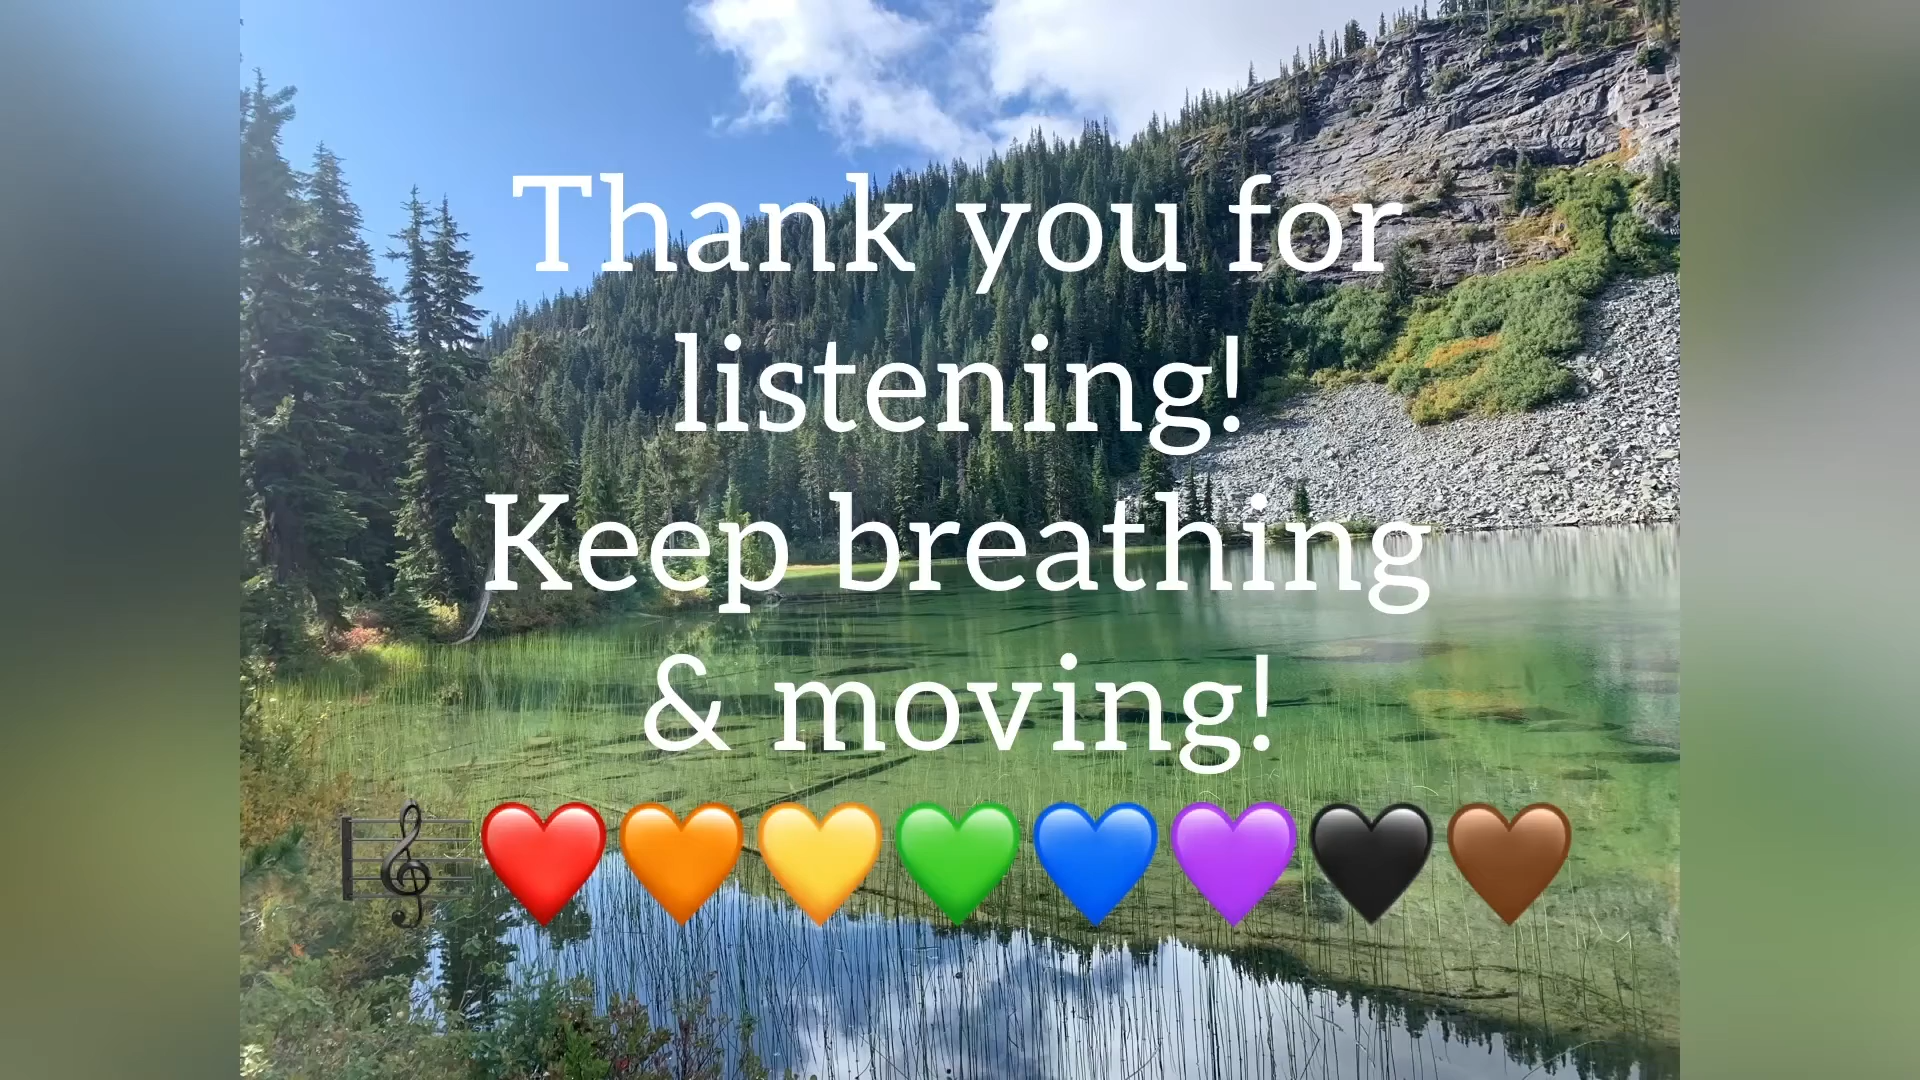 Thank you for
listening!
Keep breathing
& moving!
🎼❤️🧡💛💚💙💜🖤🤎